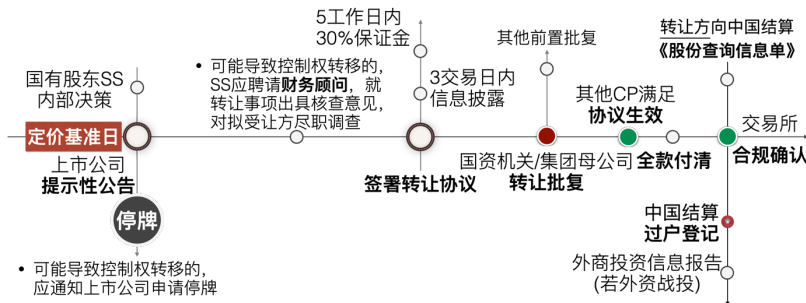 国有股东SS
内部决策
定价基准日
上市公司
提示性公告
停牌
• 可能导致控制权转移的，
应通知上市公司申请停牌
• 可能导致控制权转移的，
SS应聘请财务顾问，就
转让事项出具核查意见，
对拟受让方尽职调查
5工作日内
30%保证金
3交易日内
信息披露
签署转让协议
其他前置批复
国资机关/集团母公司
转让批复
其他CP满足
协议生效
全款付清
转让方向中国结算
《股份查询信息单》
交易所
合规确认
中国结算
过户登记
外商投资信息报告
(若外资战投)